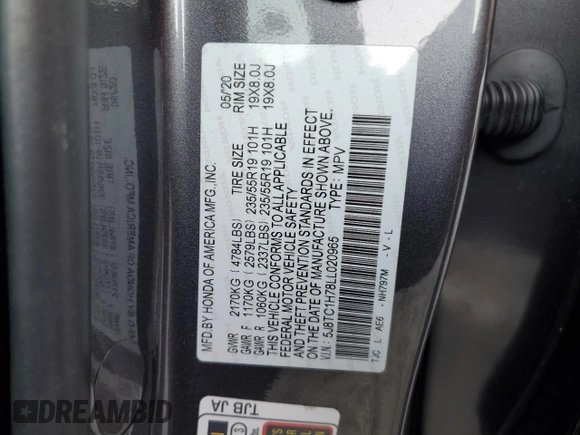 MFD.BY HONDA OF AMERICA MFG.,INC. 05/20
TIRE SIZE RIM SIZE
GVWR 2170KG (4784LBS)
GAWR F 1170KG (2579LBS) 235/55R19 101H 19X8.0J
GAWR R 1060KG (2337LBS) 235/55R19 101H 19X8.0J
THIS VEHICLE CONFORMS TO ALL APPLICABLE
FEDERAL MOTOR VEHICLE SAFETY
AND THEFT PREVENTION STANDARDS IN EFFECT
ON THE DATE OF MANUFACTURE SHOWN ABOVE.
V.I.N.: 5J8TC1H78LL020965 TYPE: MPV
TJC L AE6 NH797M - V - L
TJB JA
DREAMBID